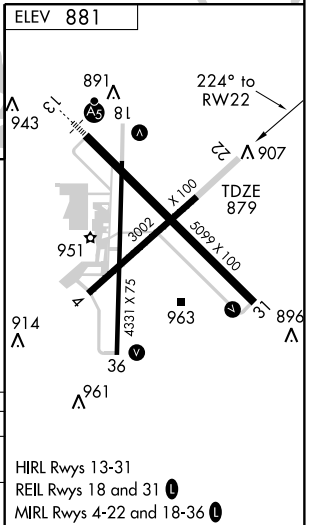 ELEV 881
224° to
RW22
891
A5
943
13
18
V
22
907
TDZE
879
3002 X 100
5099 X 100
951
4
4331 X 75
963
V
31
896
914
36
V
961
HIRL Rwys 13-31
REIL Rwys 18 and 31 L
MIRL Rwys 4-22 and 18-36 L